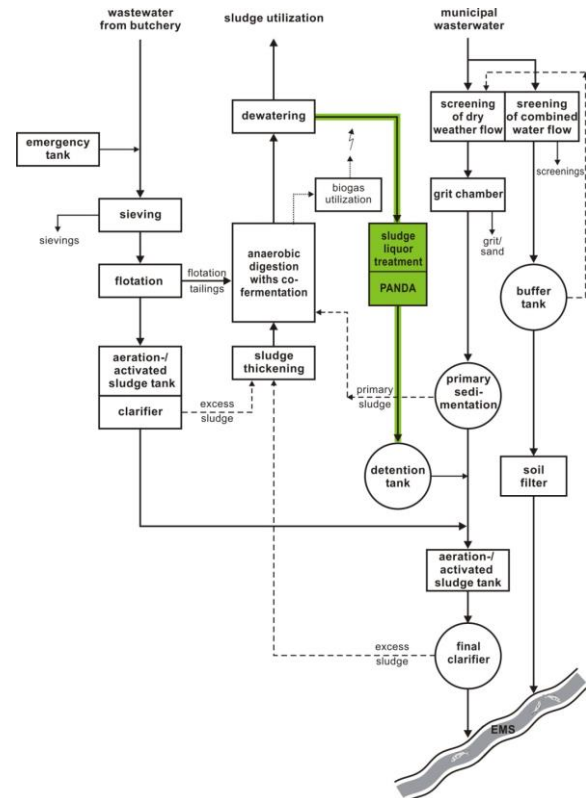 wastewater
from butchery
sludge utilization
municipal
wasterwater
dewatering
screening
of dry
weather flow
sreening
of combined
water flow
emergency
tank
screenings
biogas
utilization
grit chamber
sieving
sievings
grit/
sand
anaerobic
digestion
withs co-
fermentation
sludge
liquor
treatment
PANDA
flotation
flotation
tailings
buffer
tank
aeration-/
activated
sludge tank
clarifier
sludge
thickening
excess
sludge
primary
sludge
primary
sedi-
mentation
detention
tank
soil
filter
aeration-/
activated
sludge tank
excess
sludge
final
clarifier
EMS